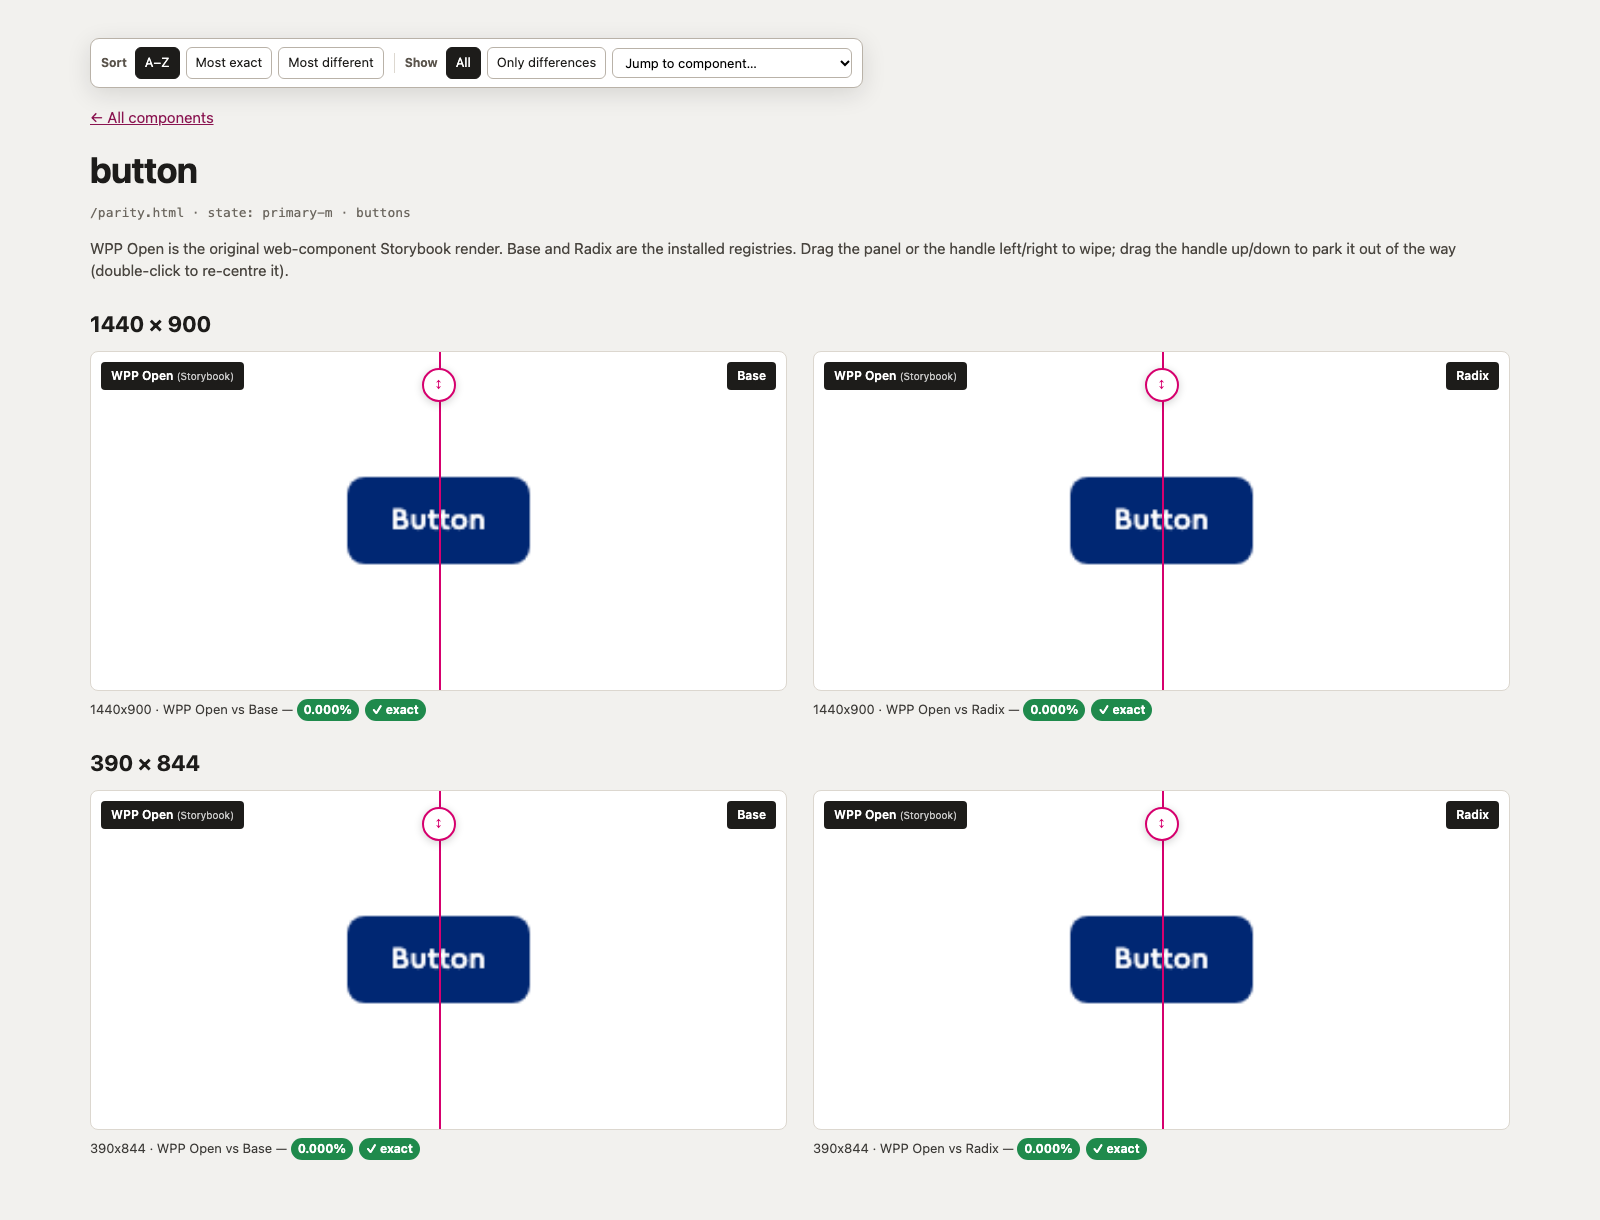 Sort A–Z Most exact Most different Show All Only differences Jump to component...
← All components
button
/parity.html · state: primary-m · buttons
WPP Open is the original web-component Storybook render. Base and Radix are the installed registries. Drag the panel or the handle left/right to wipe; drag the handle up/down to park it out of the way
(double-click to re-centre it).
1440 × 900
WPP Open (Storybook) ↕ Base
Button
1440x900 · WPP Open vs Base — 0.000% ✓ exact
WPP Open (Storybook) ↕ Radix
Button
1440x900 · WPP Open vs Radix — 0.000% ✓ exact
390 × 844
WPP Open (Storybook) ↕ Base
Button
390x844 · WPP Open vs Base — 0.000% ✓ exact
WPP Open (Storybook) ↕ Radix
Button
390x844 · WPP Open vs Radix — 0.000% ✓ exact